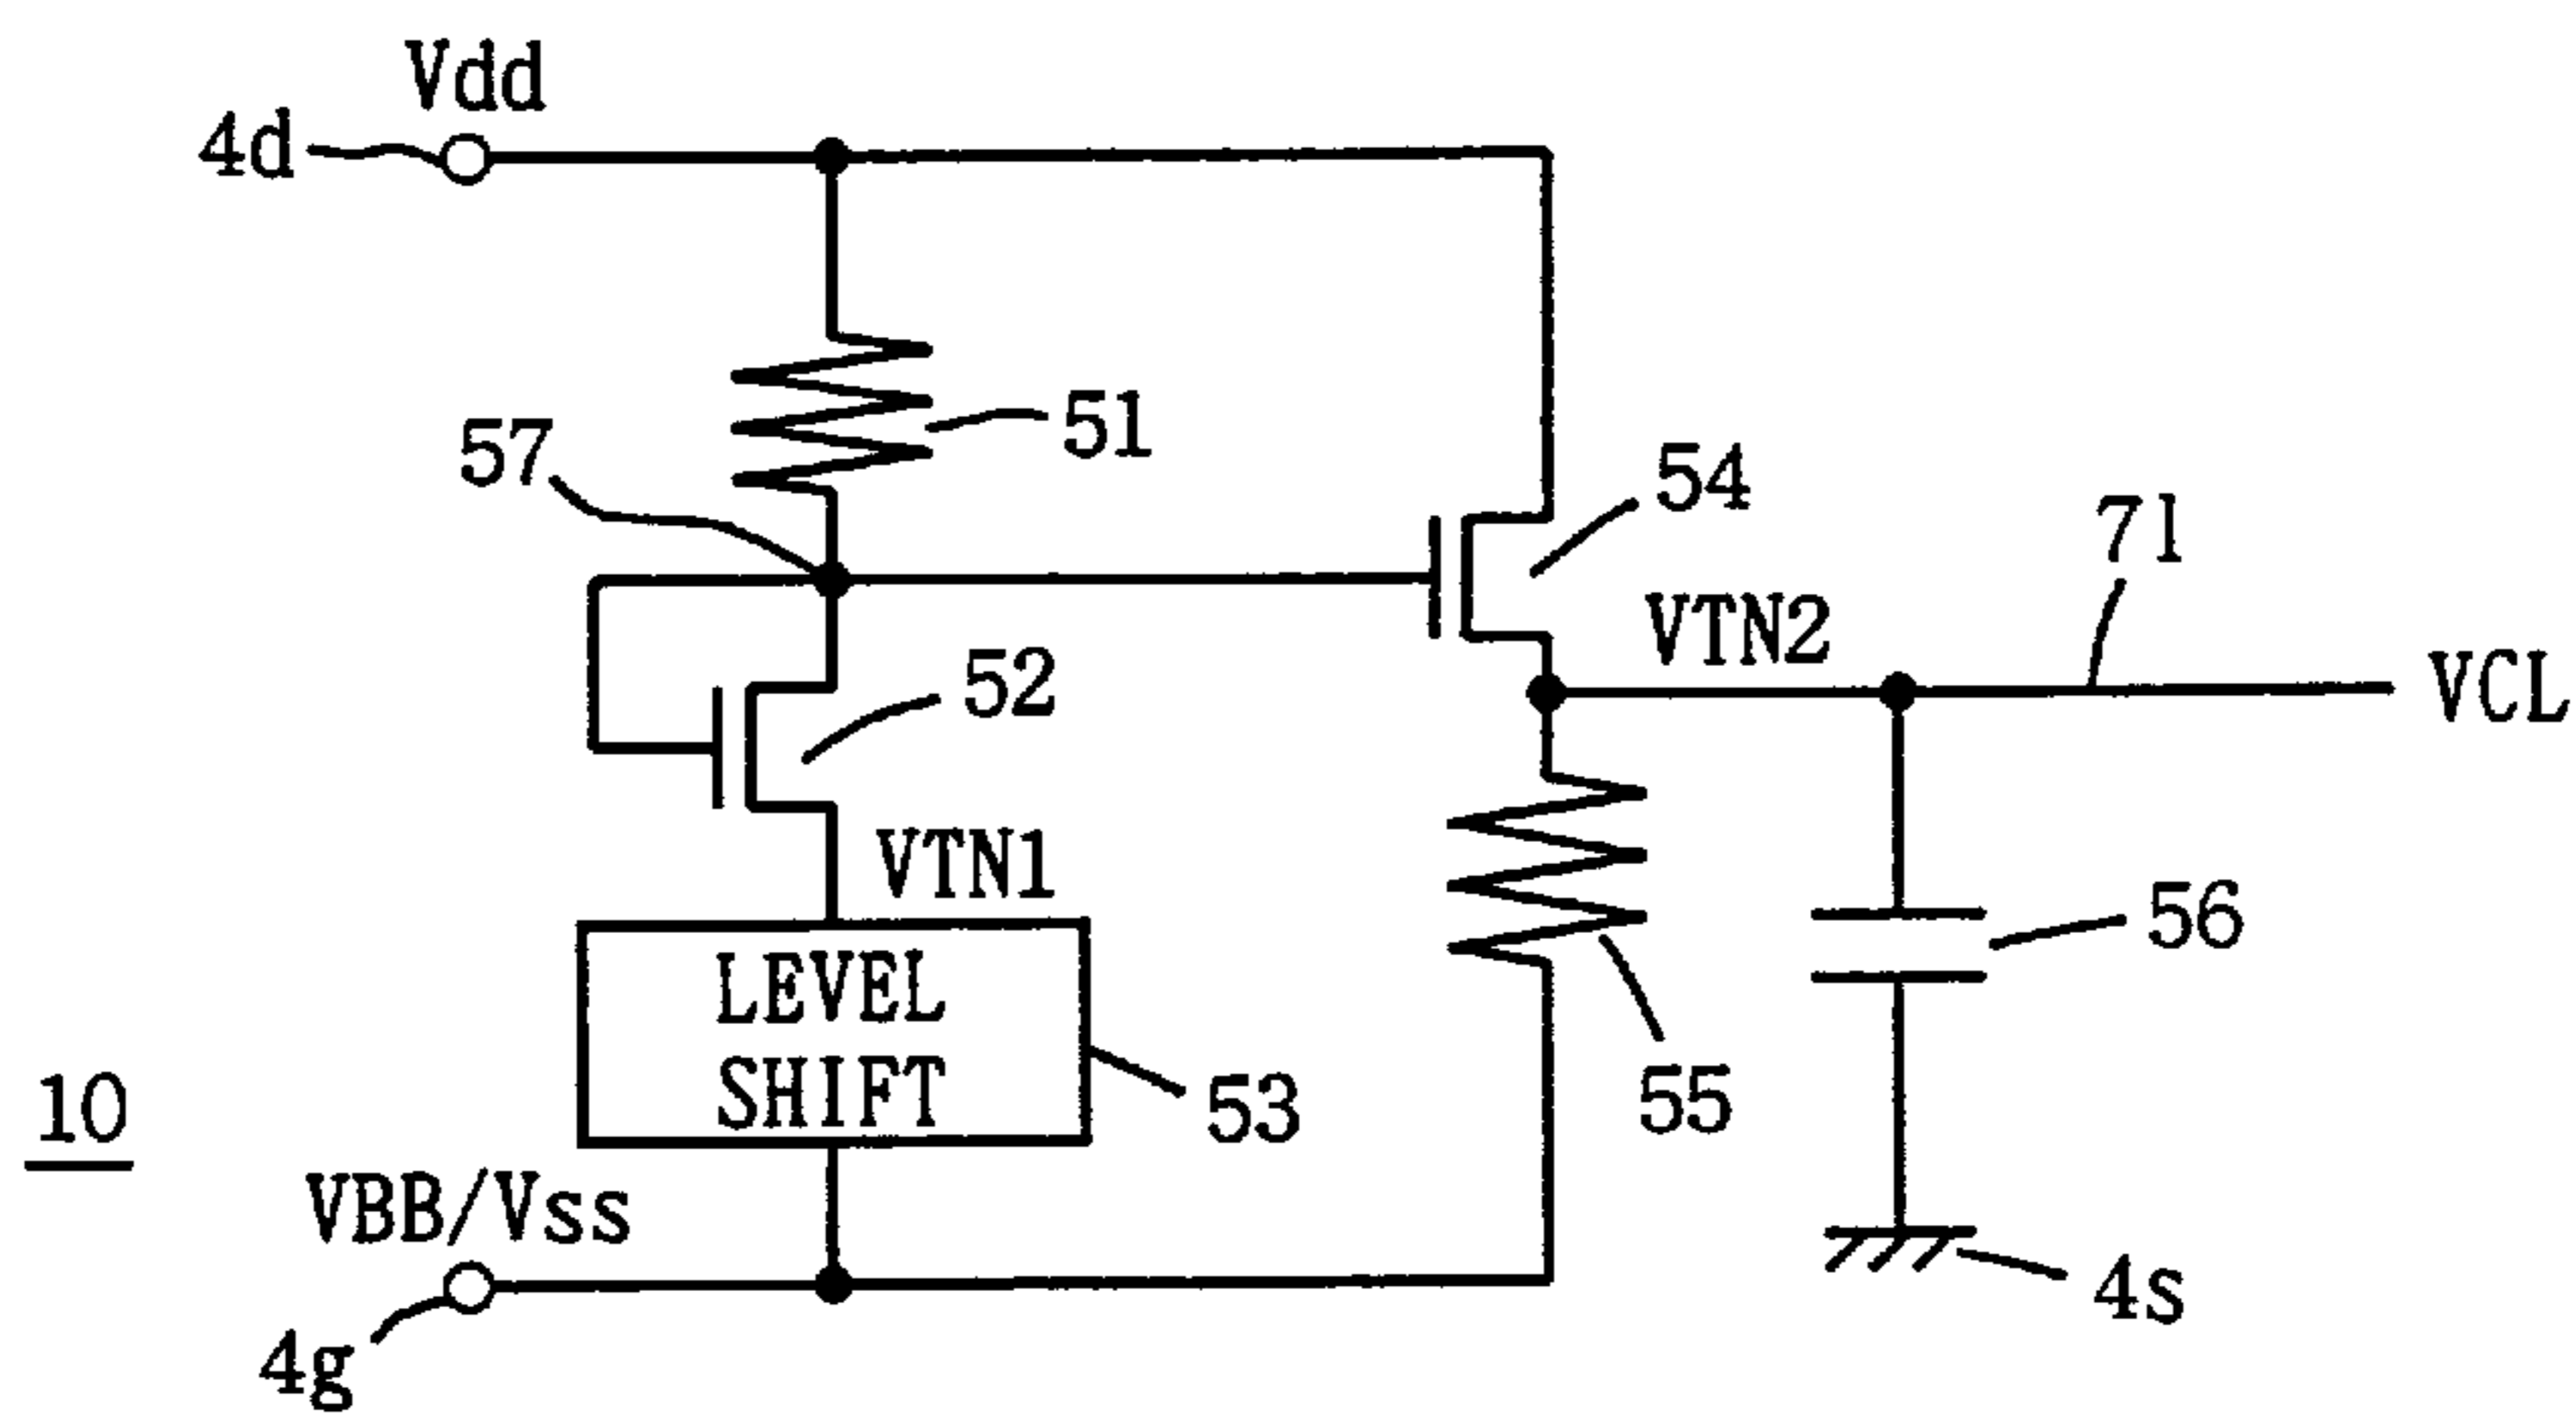 Vdd
4d
51
57
54
7l
VTN2
52
VCL
VTN1
56
LEVEL
SHIFT
53
55
10
VBB/Vss
4s
4g